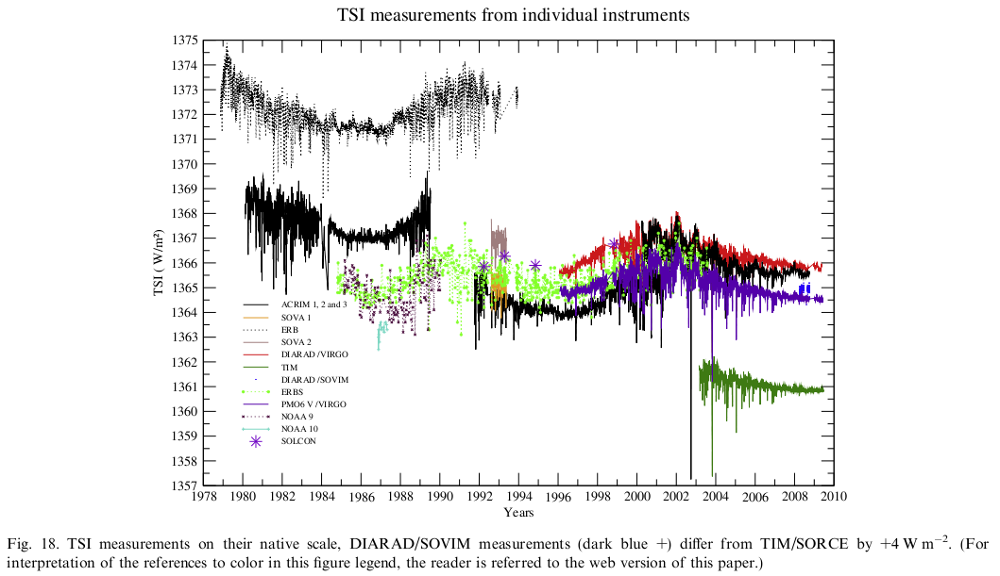 TSI measurements from individual instruments
1375
1374
1373
1372
1371
1370
1369
1368
1367
1366
1365
1364
1363
1362
1361
1360
1359
1358
1357
TSI ( W/m²)
ACRIM 1, 2 and 3
SOVA 1
ERB
SOVA 2
DIARAD /VIRGO
TIM
DIARAD /SOVIM
ERBS
PMO6 V /VIRGO
NOAA 9
NOAA 10
SOLCON
1978 1980 1982 1984 1986 1988 1990 1992 1994 1996 1998 2000 2002 2004 2006 2008 2010
Years
Fig. 18. TSI measurements on their native scale, DIARAD/SOVIM measurements (dark blue +) differ from TIM/SORCE by +4 W m⁻². (For
interpretation of the references to color in this figure legend, the reader is referred to the web version of this paper.)